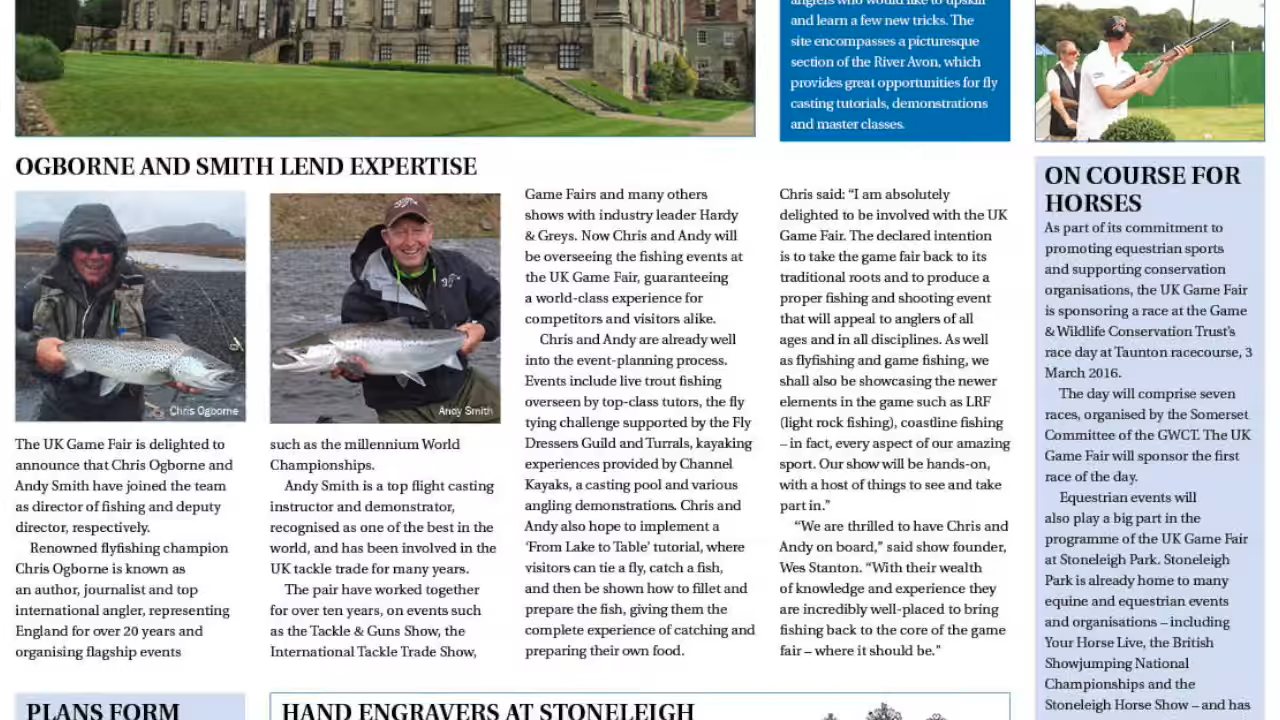 anglers who would like to upskill
and learn a few new tricks. The
site encompasses a picturesque
section of the River Avon, which
provides great opportunities for fly
casting tutorials, demonstrations
and master classes.
OGBORNE AND SMITH LEND EXPERTISE
Chris Ogborne
Andy Smith
The UK Game Fair is delighted to
announce that Chris Ogborne and
Andy Smith have joined the team
as director of fishing and deputy
director, respectively.
Renowned flyfishing champion
Chris Ogborne is known as
an author, journalist and top
international angler, representing
England for over 20 years and
organising flagship events
such as the millennium World
Championships.
Andy Smith is a top flight casting
instructor and demonstrator,
recognised as one of the best in the
world, and has been involved in the
UK tackle trade for many years.
The pair have worked together
for over ten years, on events such
as the Tackle & Guns Show, the
International Tackle Trade Show,
Game Fairs and many others
shows with industry leader Hardy
& Greys. Now Chris and Andy will
be overseeing the fishing events at
the UK Game Fair, guaranteeing
a world-class experience for
competitors and visitors alike.
Chris and Andy are already well
into the event-planning process.
Events include live trout fishing
overseen by top-class tutors, the fly
tying challenge supported by the Fly
Dressers Guild and Turrals, kayaking
experiences provided by Channel
Kayaks, a casting pool and various
angling demonstrations. Chris and
Andy also hope to implement a
‘From Lake to Table’ tutorial, where
visitors can tie a fly, catch a fish,
and then be shown how to fillet and
prepare the fish, giving them the
complete experience of catching and
preparing their own food.
Chris said: “I am absolutely
delighted to be involved with the UK
Game Fair. The declared intention
is to take the game fair back to its
traditional roots and to produce a
proper fishing and shooting event
that will appeal to anglers of all
ages and in all disciplines. As well
as flyfishing and game fishing, we
shall also be showcasing the newer
elements in the game such as LRF
(light rock fishing), coastline fishing
– in fact, every aspect of our amazing
sport. Our show will be hands-on,
with a host of things to see and take
part in.”
“We are thrilled to have Chris and
Andy on board,” said show founder,
Wes Stanton. “With their wealth
of knowledge and experience they
are incredibly well-placed to bring
fishing back to the core of the game
fair – where it should be.”
ON COURSE FOR
HORSES
As part of its commitment to
promoting equestrian sports
and supporting conservation
organisations, the UK Game Fair
is sponsoring a race at the Game
& Wildlife Conservation Trust’s
race day at Taunton racecourse, 3
March 2016.
The day will comprise seven
races, organised by the Somerset
Committee of the GWCT. The UK
Game Fair will sponsor the first
race of the day.
Equestrian events will
also play a big part in the
programme of the UK Game Fair
at Stoneleigh Park. Stoneleigh
Park is already home to many
equine and equestrian events
and organisations – including
Your Horse Live, the British
Showjumping National
Championships and the
Stoneleigh Horse Show – and has
PLANS FORM
HAND ENGRAVERS AT STONELEIGH